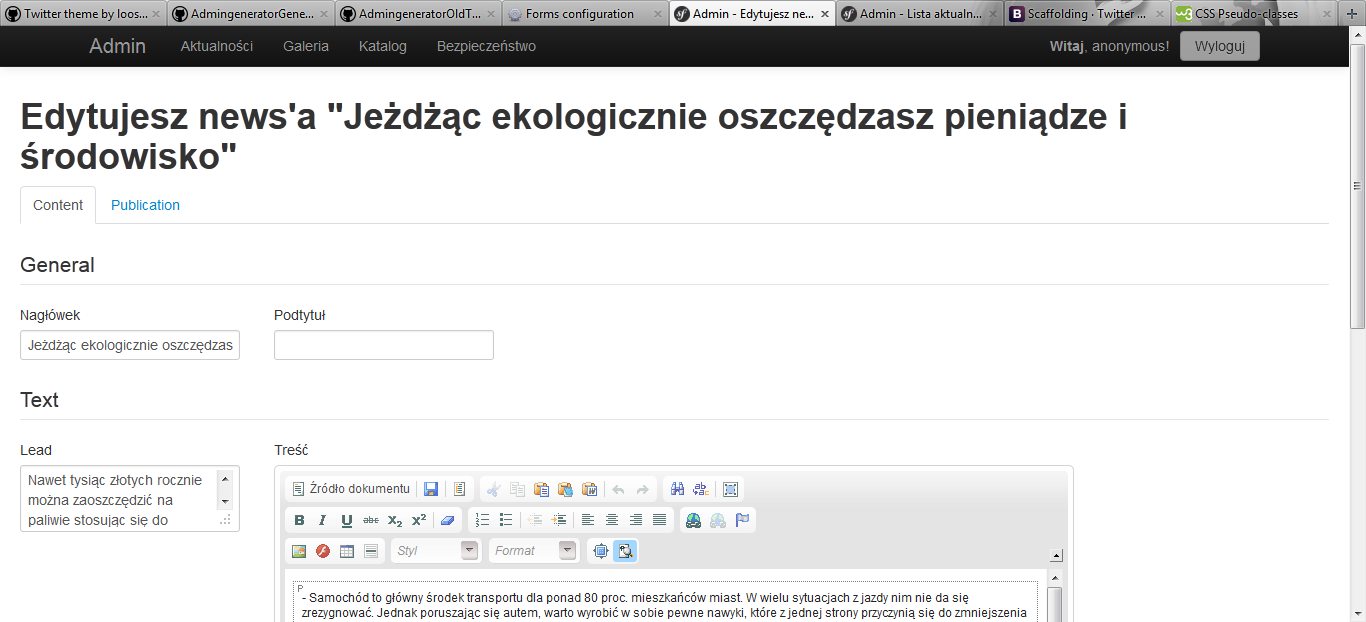 Twitter theme by loos...
AdmingeneratorGene...
AdmingeneratorOldT...
Forms configuration
Admin - Edytujesz ne...
Admin - Lista aktualn...
Scaffolding · Twitter ...
CSS Pseudo-classes
Admin Aktualności Galeria Katalog Bezpieczeństwo Witaj, anonymous! Wyloguj
Edytujesz news'a "Jeżdżąc ekologicznie oszczędzasz pieniądze i
środowisko"
Content Publication
General
Nagłówek Podtytuł
Jeżdżąc ekologicznie oszczędzas
Text
Lead Treść
Nawet tysiąc złotych rocznie
można zaoszczędzić na
paliwie stosując się do
Źródło dokumentu
Styl Format
P
- Samochód to główny środek transportu dla ponad 80 proc. mieszkańców miast. W wielu sytuacjach z jazdy nim nie da się
zrezygnować. Jednak poruszając się autem, warto wyrobić w sobie pewne nawyki, które z jednej strony przyczynią się do zmniejszenia